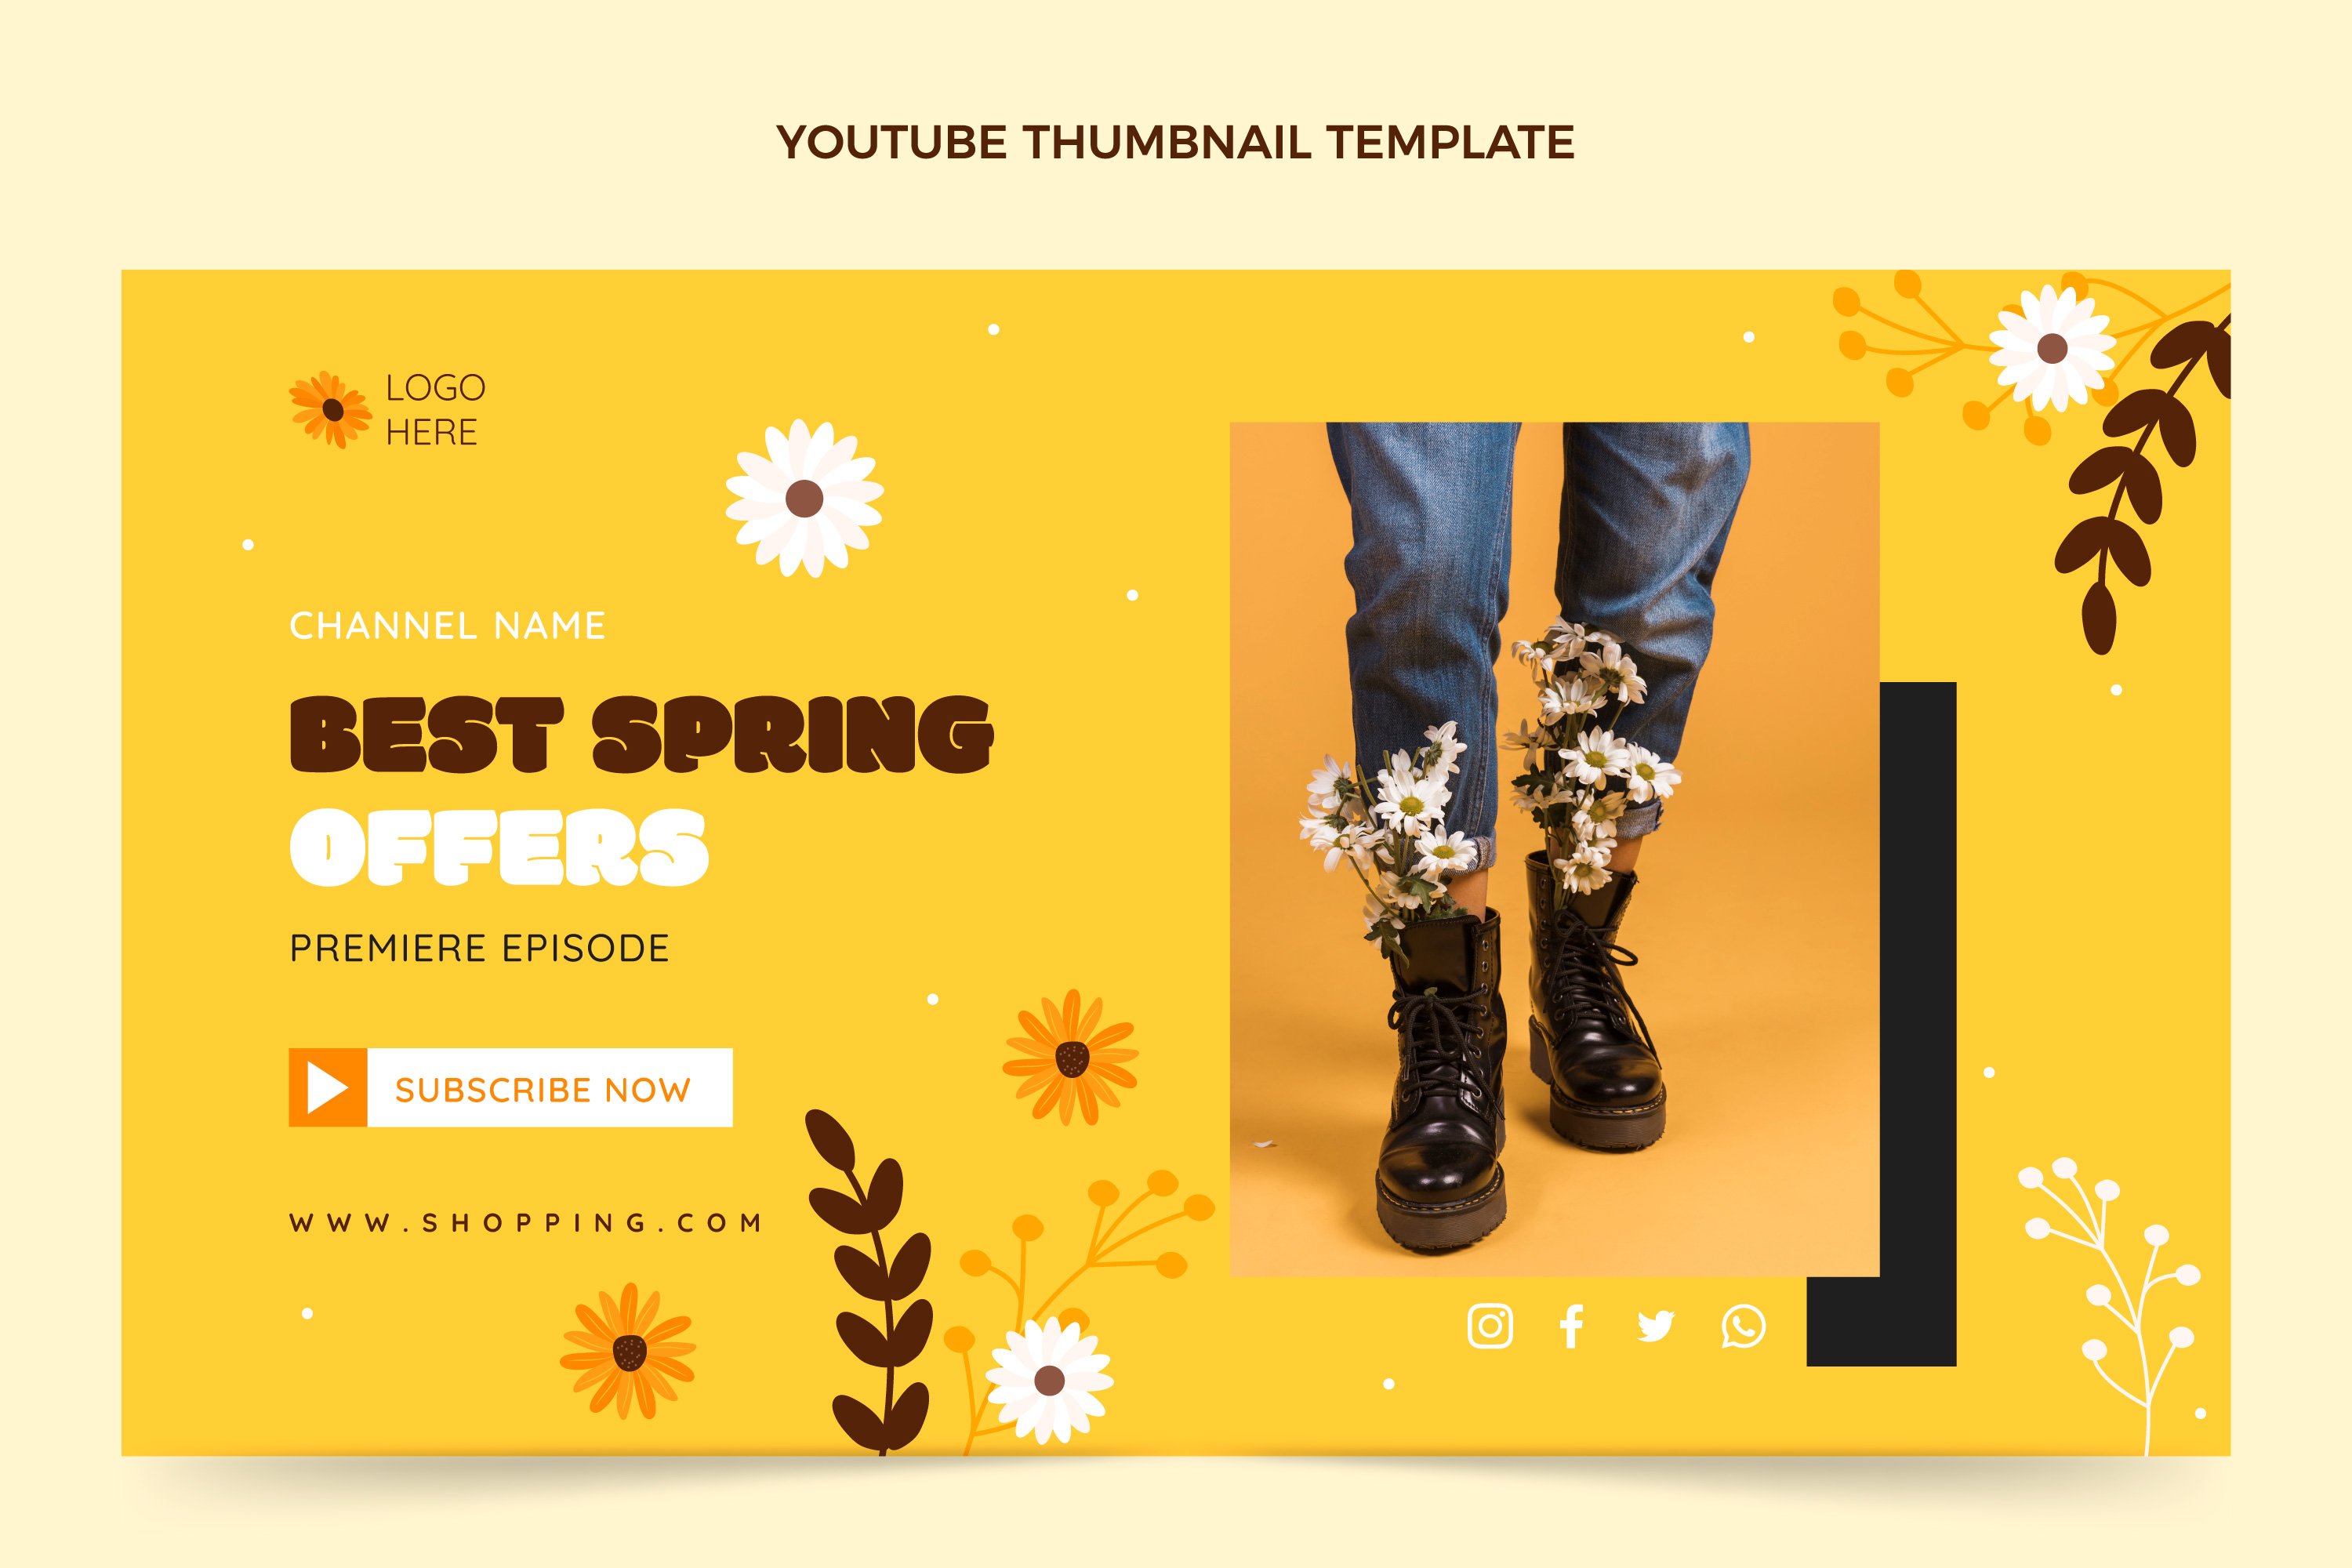 YOUTUBE THUMBNAIL TEMPLATE
LOGO
HERE
CHANNEL NAME
BEST SPRING
OFFERS
PREMIERE EPISODE
SUBSCRIBE NOW
WWW.SHOPPING.COM